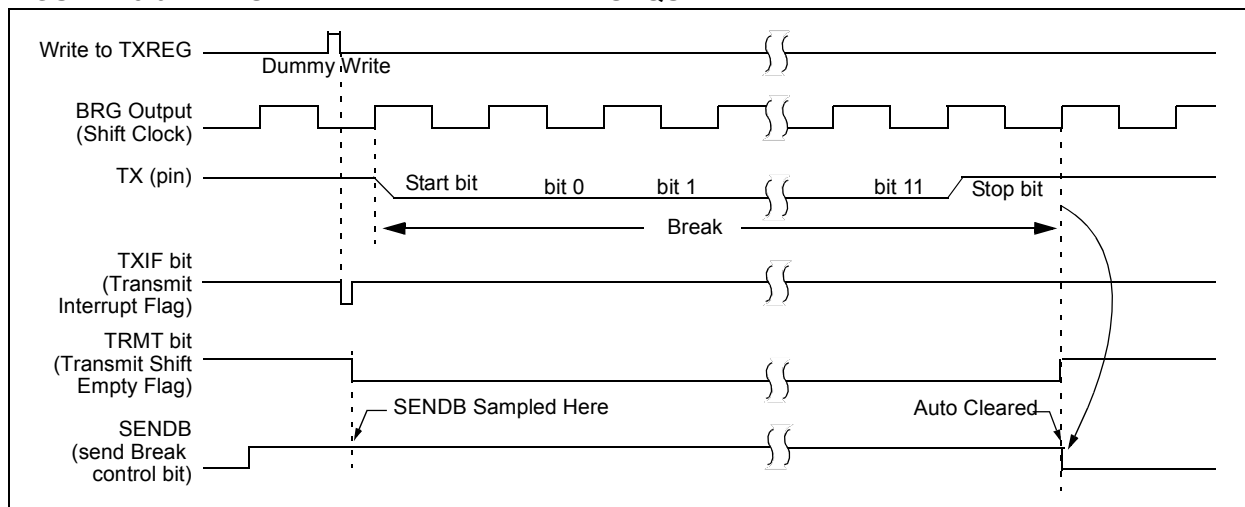 Write to TXREG
Dummy Write
BRG Output
(Shift Clock)
TX (pin)
Start bit
bit 0
bit 1
bit 11
Stop bit
Break
TXIF bit
(Transmit
Interrupt Flag)
TRMT bit
(Transmit Shift
Empty Flag)
SENDB Sampled Here
Auto Cleared
SENDB
(send Break
control bit)